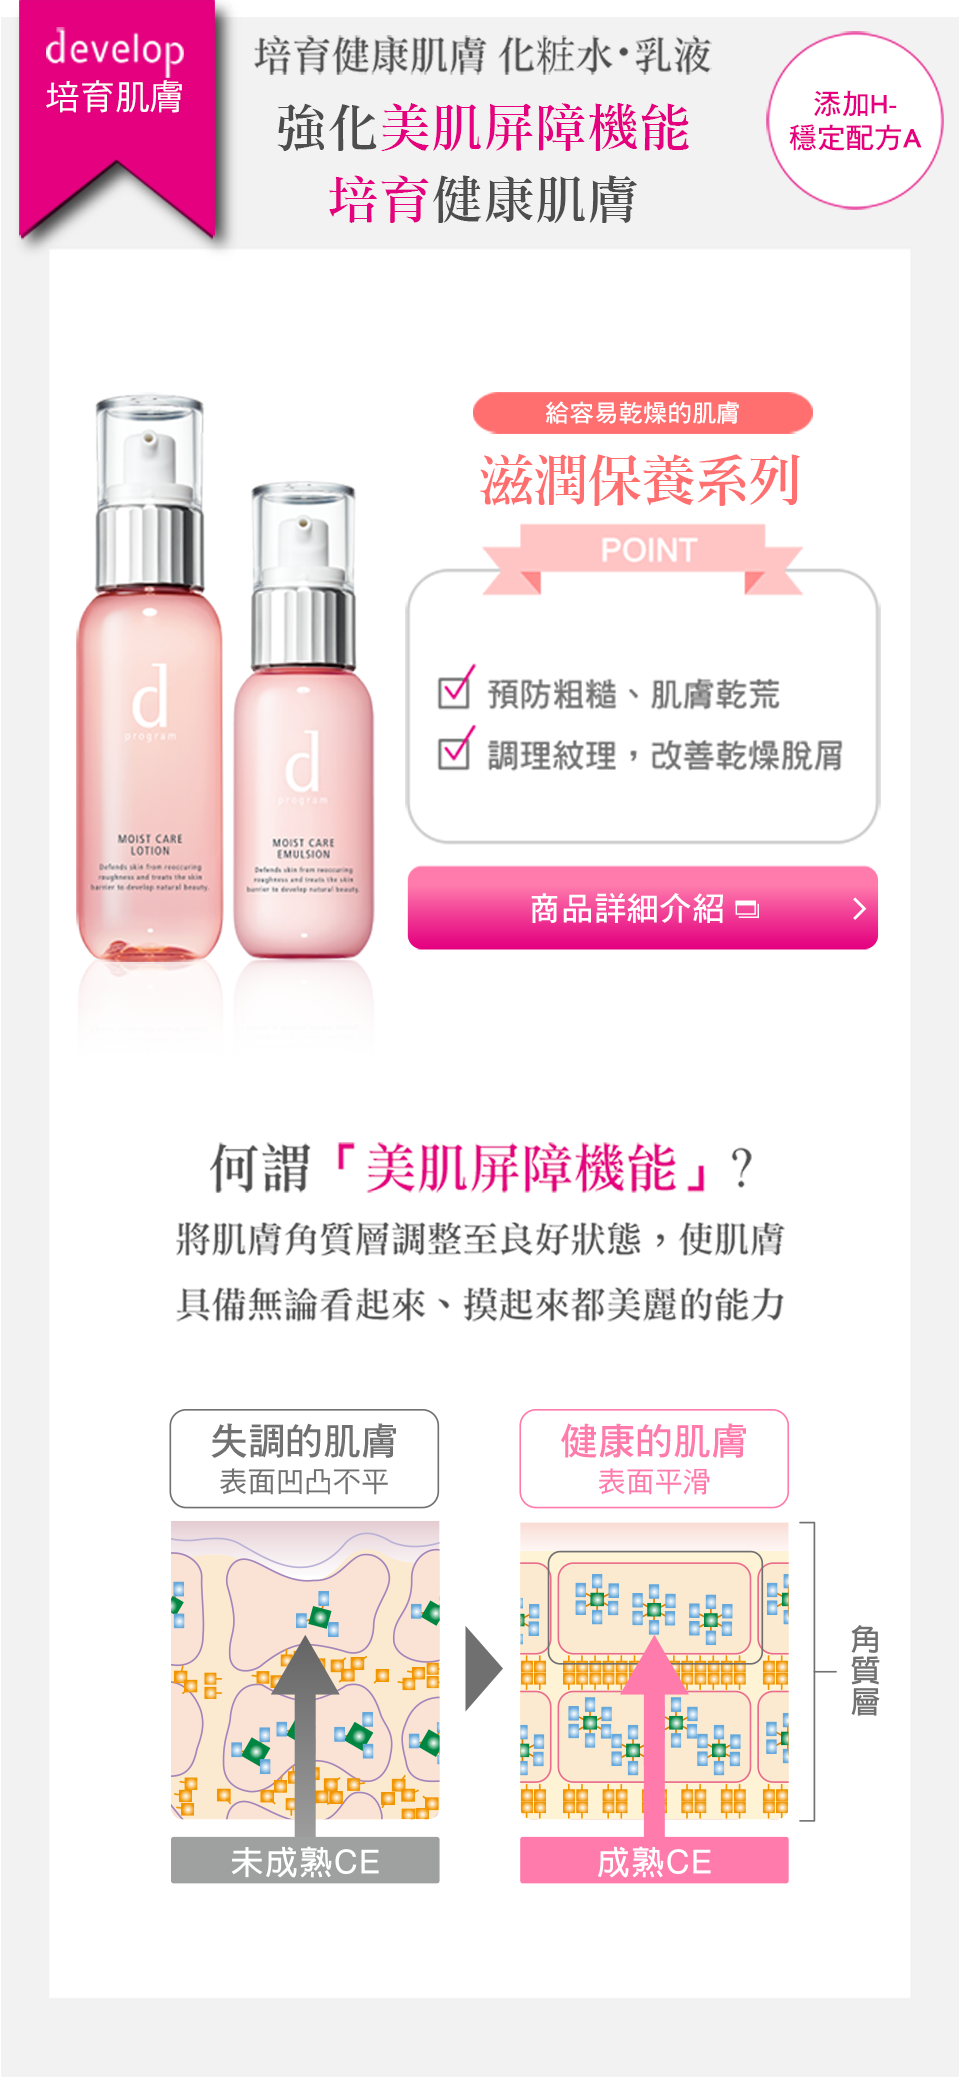 develop
培育肌膚
培育健康肌膚 化粧水・乳液
強化美肌屏障機能
培育健康肌膚
添加H-
穩定配方A
給容易乾燥的肌膚
滋潤保養系列
POINT
預防粗糙、肌膚乾荒
調理紋理，改善乾燥脫屑
商品詳細介紹
d
program
MOIST CARE
LOTION
Defends skin from reoccuring
roughness and treats the skin
barrier to develop natural beauty.
d
program
MOIST CARE
EMULSION
Defends skin from reoccuring
roughness and treats the skin
barrier to develop natural beauty.
何謂「美肌屏障機能」?
將肌膚角質層調整至良好狀態，使肌膚
具備無論看起來、摸起來都美麗的能力
失調的肌膚
表面凹凸不平
健康的肌膚
表面平滑
角質層
未成熟CE
成熟CE